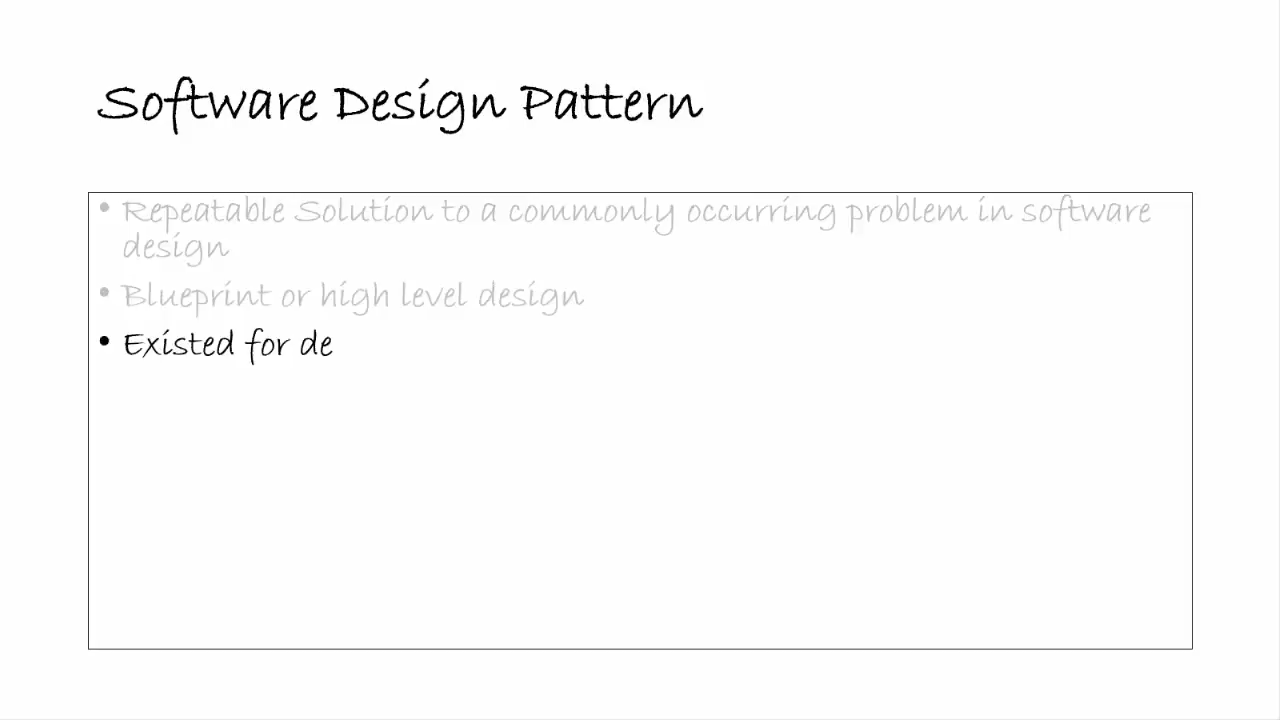 Software Design Pattern
• Repeatable Solution to a commonly occurring problem in software
design
• Blueprint or high level design
• Existed for de